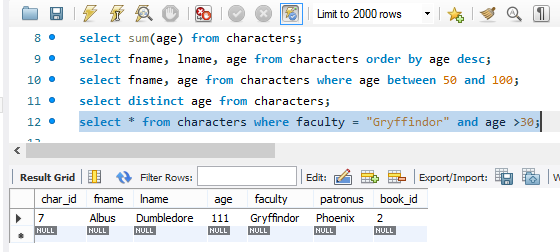 Limit to 2000 rows
8 select sum(age) from characters;
9 select fname, lname, age from characters order by age desc;
10 select fname, age from characters where age between 50 and 100;
11 select distinct age from characters;
12 select * from characters where faculty = "Gryffindor" and age >30;
Result Grid Filter Rows: Edit: Export/Import:
char_id fname lname age faculty patronus book_id
7 Albus Dumbledore 111 Gryffindor Phoenix 2
NULL NULL NULL NULL NULL NULL NULL